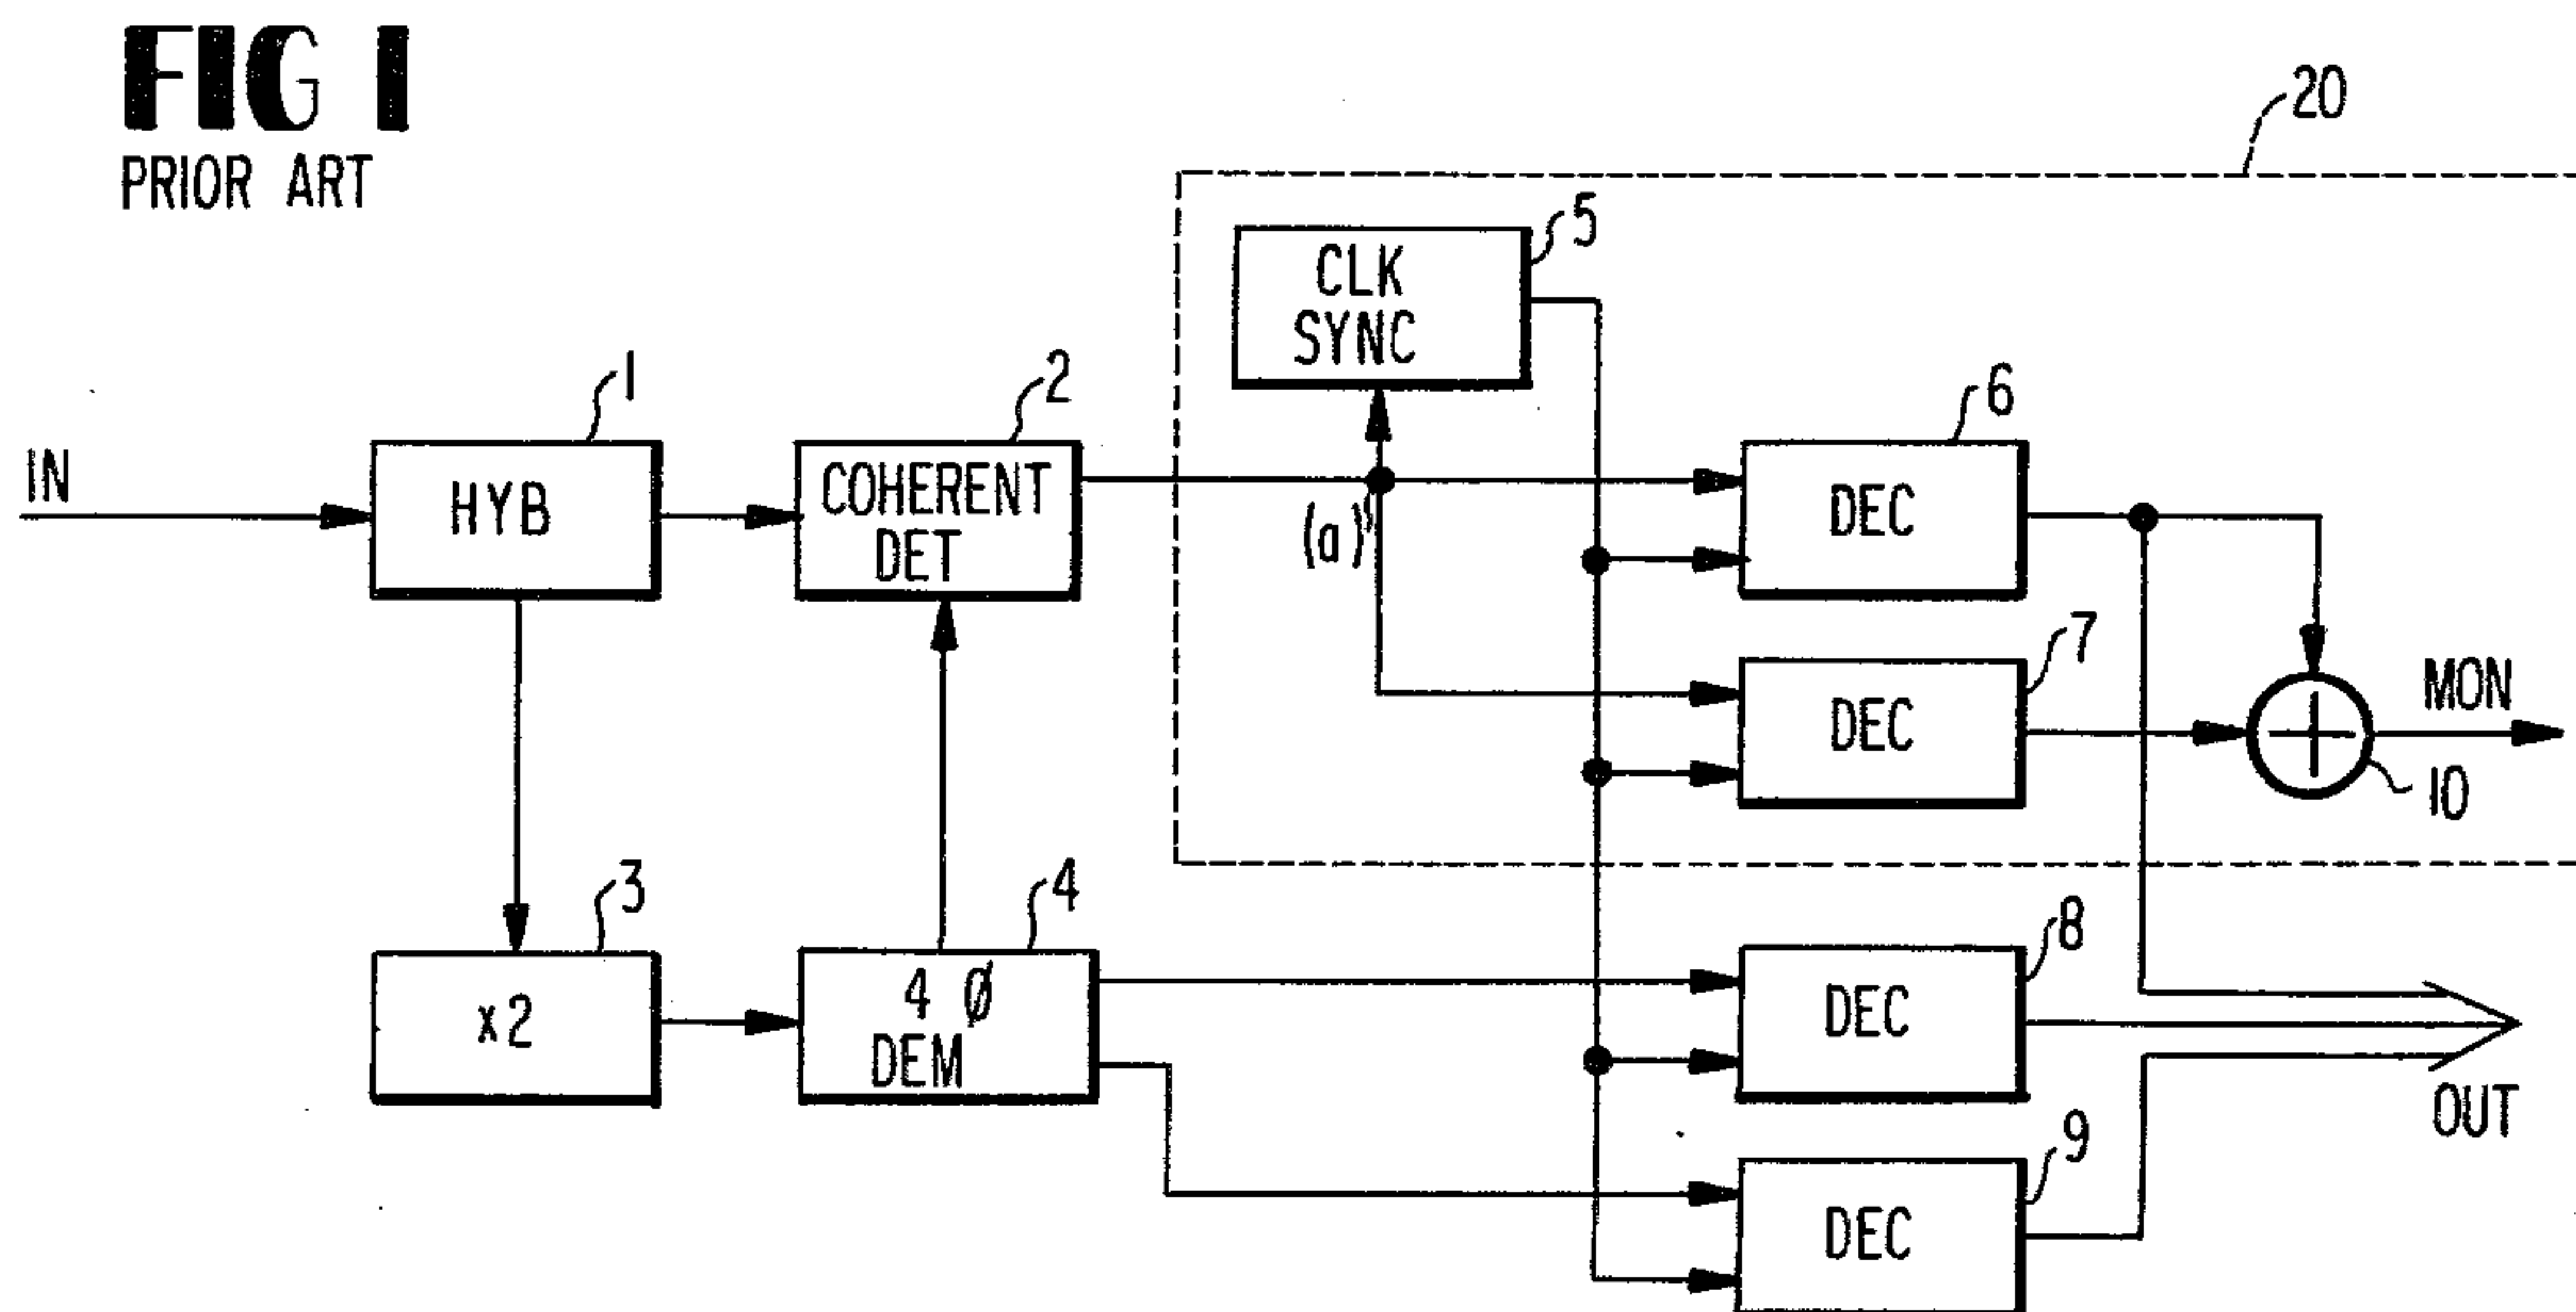 FIG 1
PRIOR ART
20
5
CLK
SYNC
1
2
6
IN
HYB
COHERENT
DET
(a)
DEC
7
DEC
MON
10
3
4
8
x2
4 Ø
DEM
DEC
OUT
9
DEC